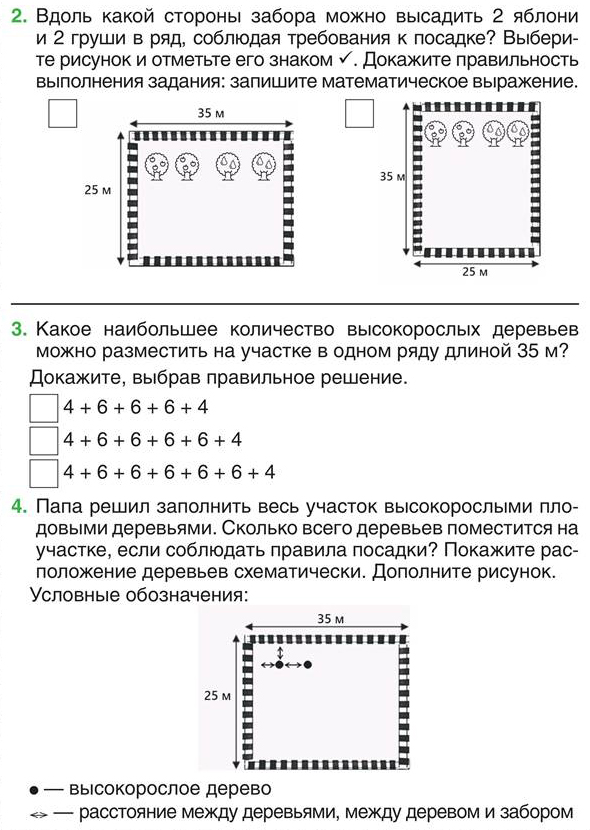 2. Вдоль какой стороны забора можно высадить 2 яблони
и 2 груши в ряд, соблюдая требования к посадке? Выбери-
те рисунок и отметьте его знаком ✓. Докажите правильность
выполнения задания: запишите математическое выражение.
35 м
25 м
35 м
25 м
3. Какое наибольшее количество высокорослых деревьев
можно разместить на участке в одном ряду длиной 35 м?
Докажите, выбрав правильное решение.
4 + 6 + 6 + 6 + 4
4 + 6 + 6 + 6 + 6 + 4
4 + 6 + 6 + 6 + 6 + 6 + 4
4. Папа решил заполнить весь участок высокорослыми пло-
довыми деревьями. Сколько всего деревьев поместится на
участке, если соблюдать правила посадки? Покажите рас-
положение деревьев схематически. Дополните рисунок.
Условные обозначения:
35 м
25 м
● — высокорослое дерево
⇔ — расстояние между деревьями, между деревом и забором